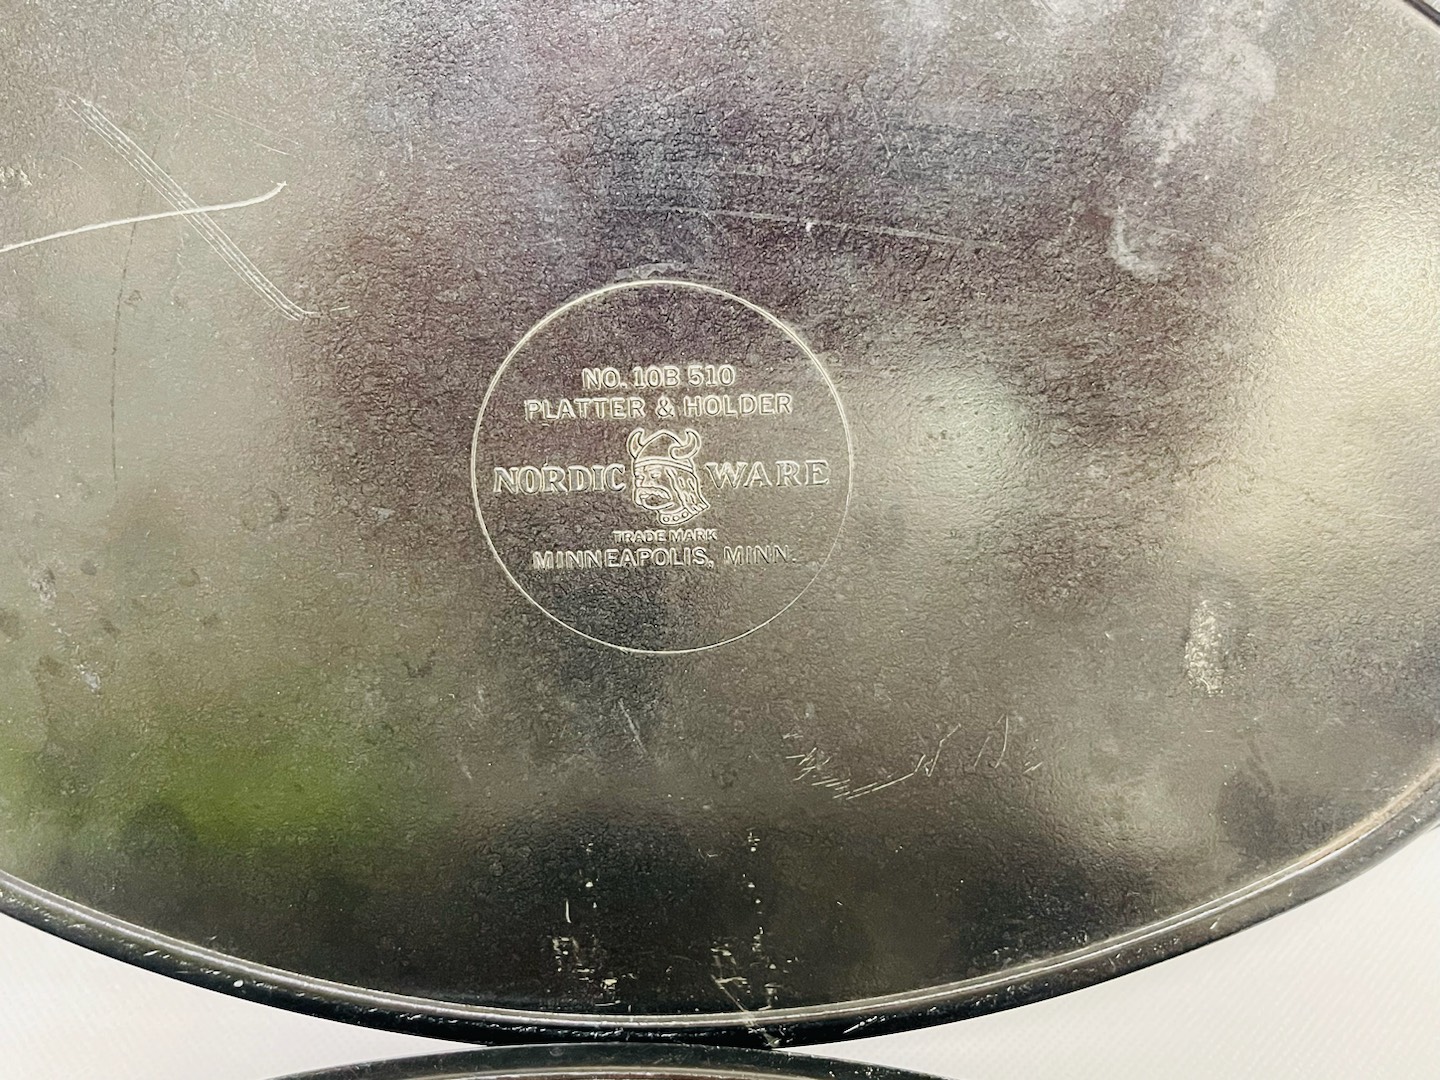 NO. 10B 510
PLATTER & HOLDER
NORDIC WARE
TRADE MARK
MINNEAPOLIS, MINN.